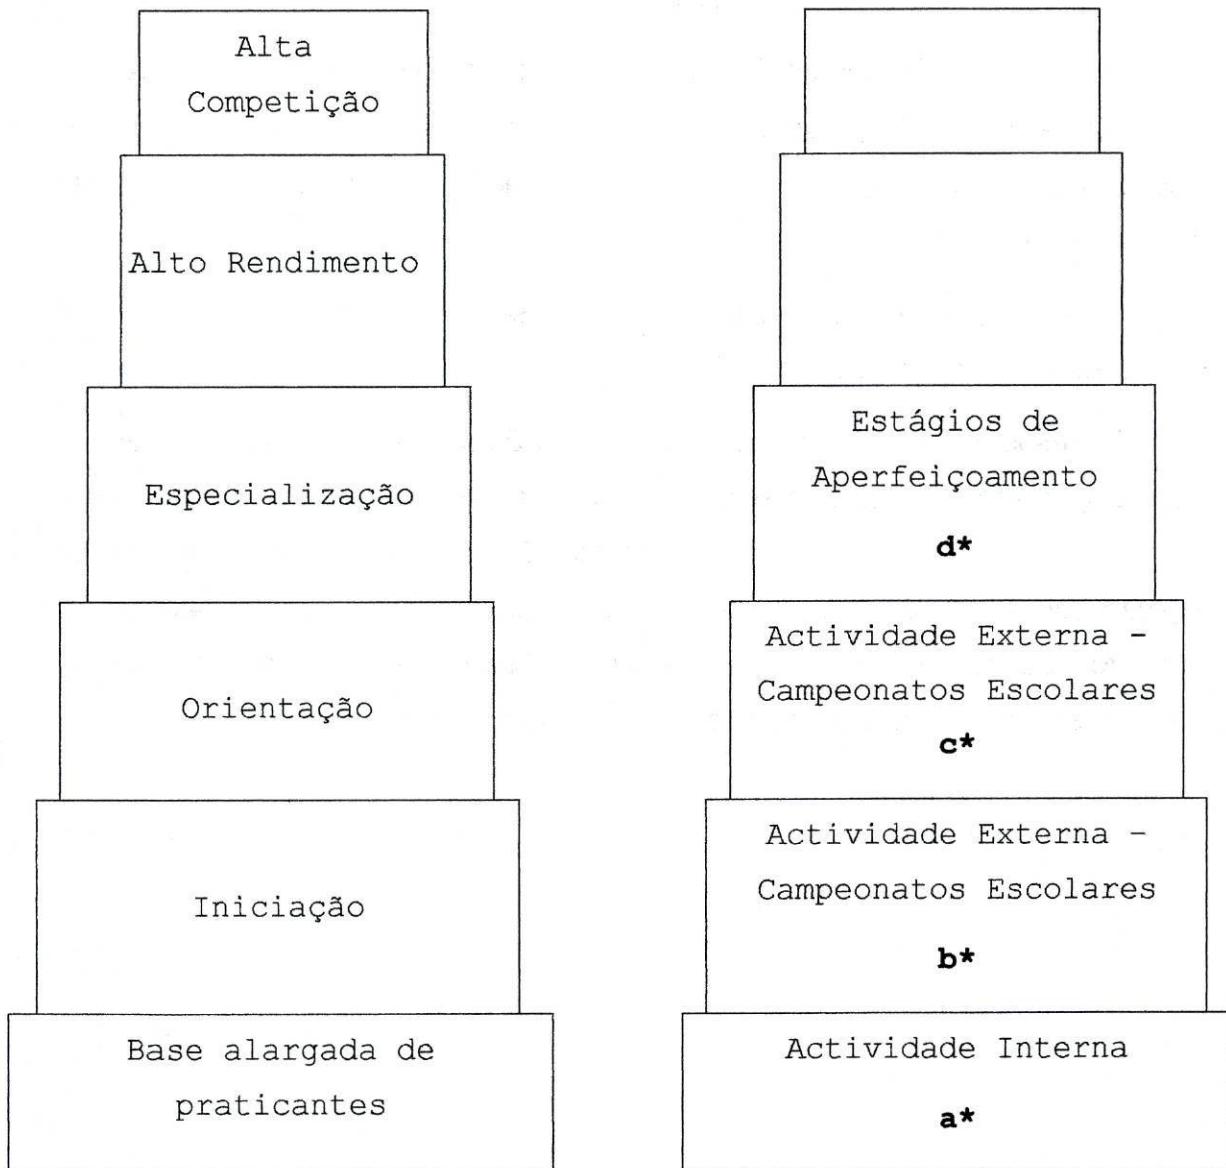 Alta
Competição
Alto Rendimento
Especialização
Orientação
Iniciação
Base alargada de
praticantes
Estágios de
Aperfeiçoamento
d*
Actividade Externa -
Campeonatos Escolares
c*
Actividade Externa –
Campeonatos Escolares
b*
Actividade Interna
a*